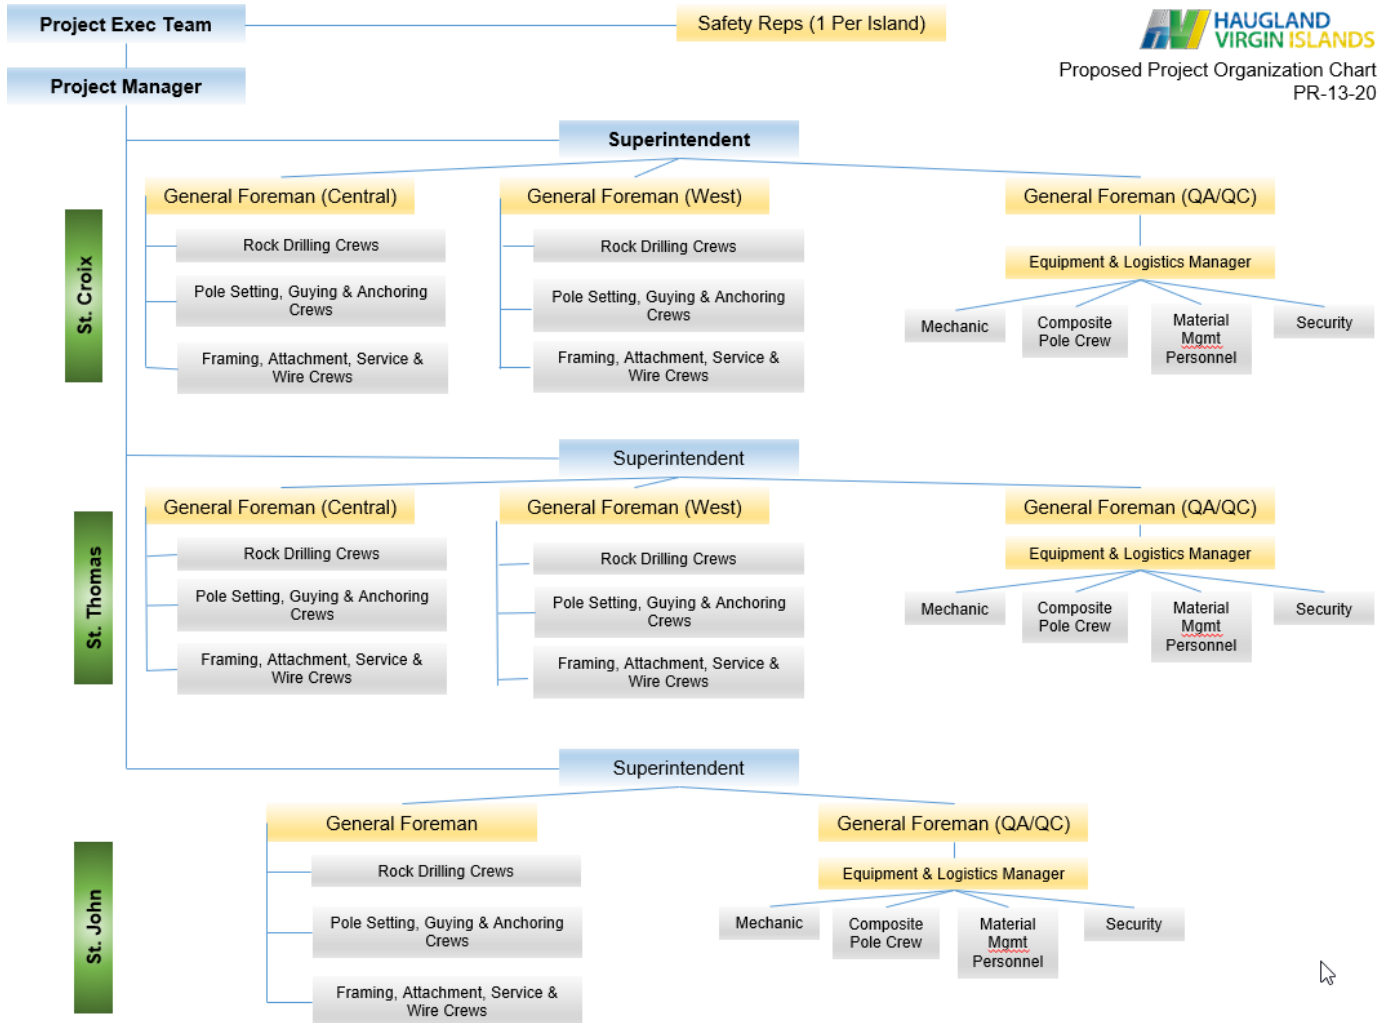 Project Exec Team
Safety Reps (1 Per Island)
HAUGLAND
VIRGIN ISLANDS
Proposed Project Organization Chart
PR-13-20
Project Manager
Superintendent
St. Croix
General Foreman (Central)
Rock Drilling Crews
Pole Setting, Guying & Anchoring
Crews
Framing, Attachment, Service &
Wire Crews
General Foreman (West)
Rock Drilling Crews
Pole Setting, Guying & Anchoring
Crews
Framing, Attachment, Service &
Wire Crews
General Foreman (QA/QC)
Equipment & Logistics Manager
Mechanic
Composite
Pole Crew
Material
Mgmt
Personnel
Security
Superintendent
St. Thomas
General Foreman (Central)
Rock Drilling Crews
Pole Setting, Guying & Anchoring
Crews
Framing, Attachment, Service &
Wire Crews
General Foreman (West)
Rock Drilling Crews
Pole Setting, Guying & Anchoring
Crews
Framing, Attachment, Service &
Wire Crews
General Foreman (QA/QC)
Equipment & Logistics Manager
Mechanic
Composite
Pole Crew
Material
Mgmt
Personnel
Security
Superintendent
St. John
General Foreman
Rock Drilling Crews
Pole Setting, Guying & Anchoring
Crews
Framing, Attachment, Service &
Wire Crews
General Foreman (QA/QC)
Equipment & Logistics Manager
Mechanic
Composite
Pole Crew
Material
Mgmt
Personnel
Security